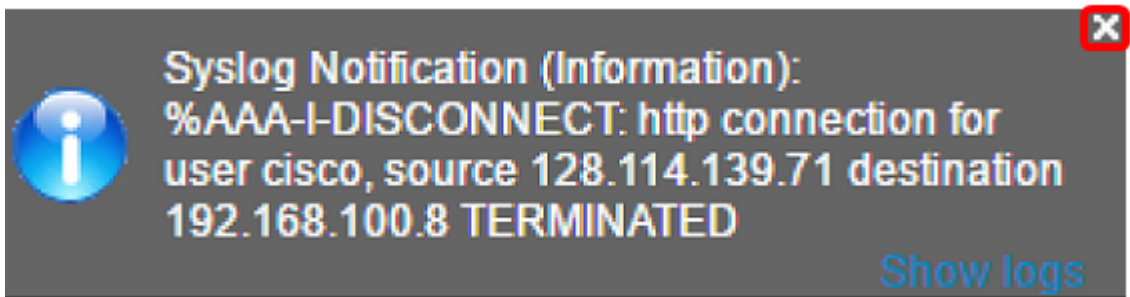 Syslog Notification (Information):
%AAA-I-DISCONNECT: http connection for
user cisco, source 128.114.139.71 destination
192.168.100.8 TERMINATED
Show logs